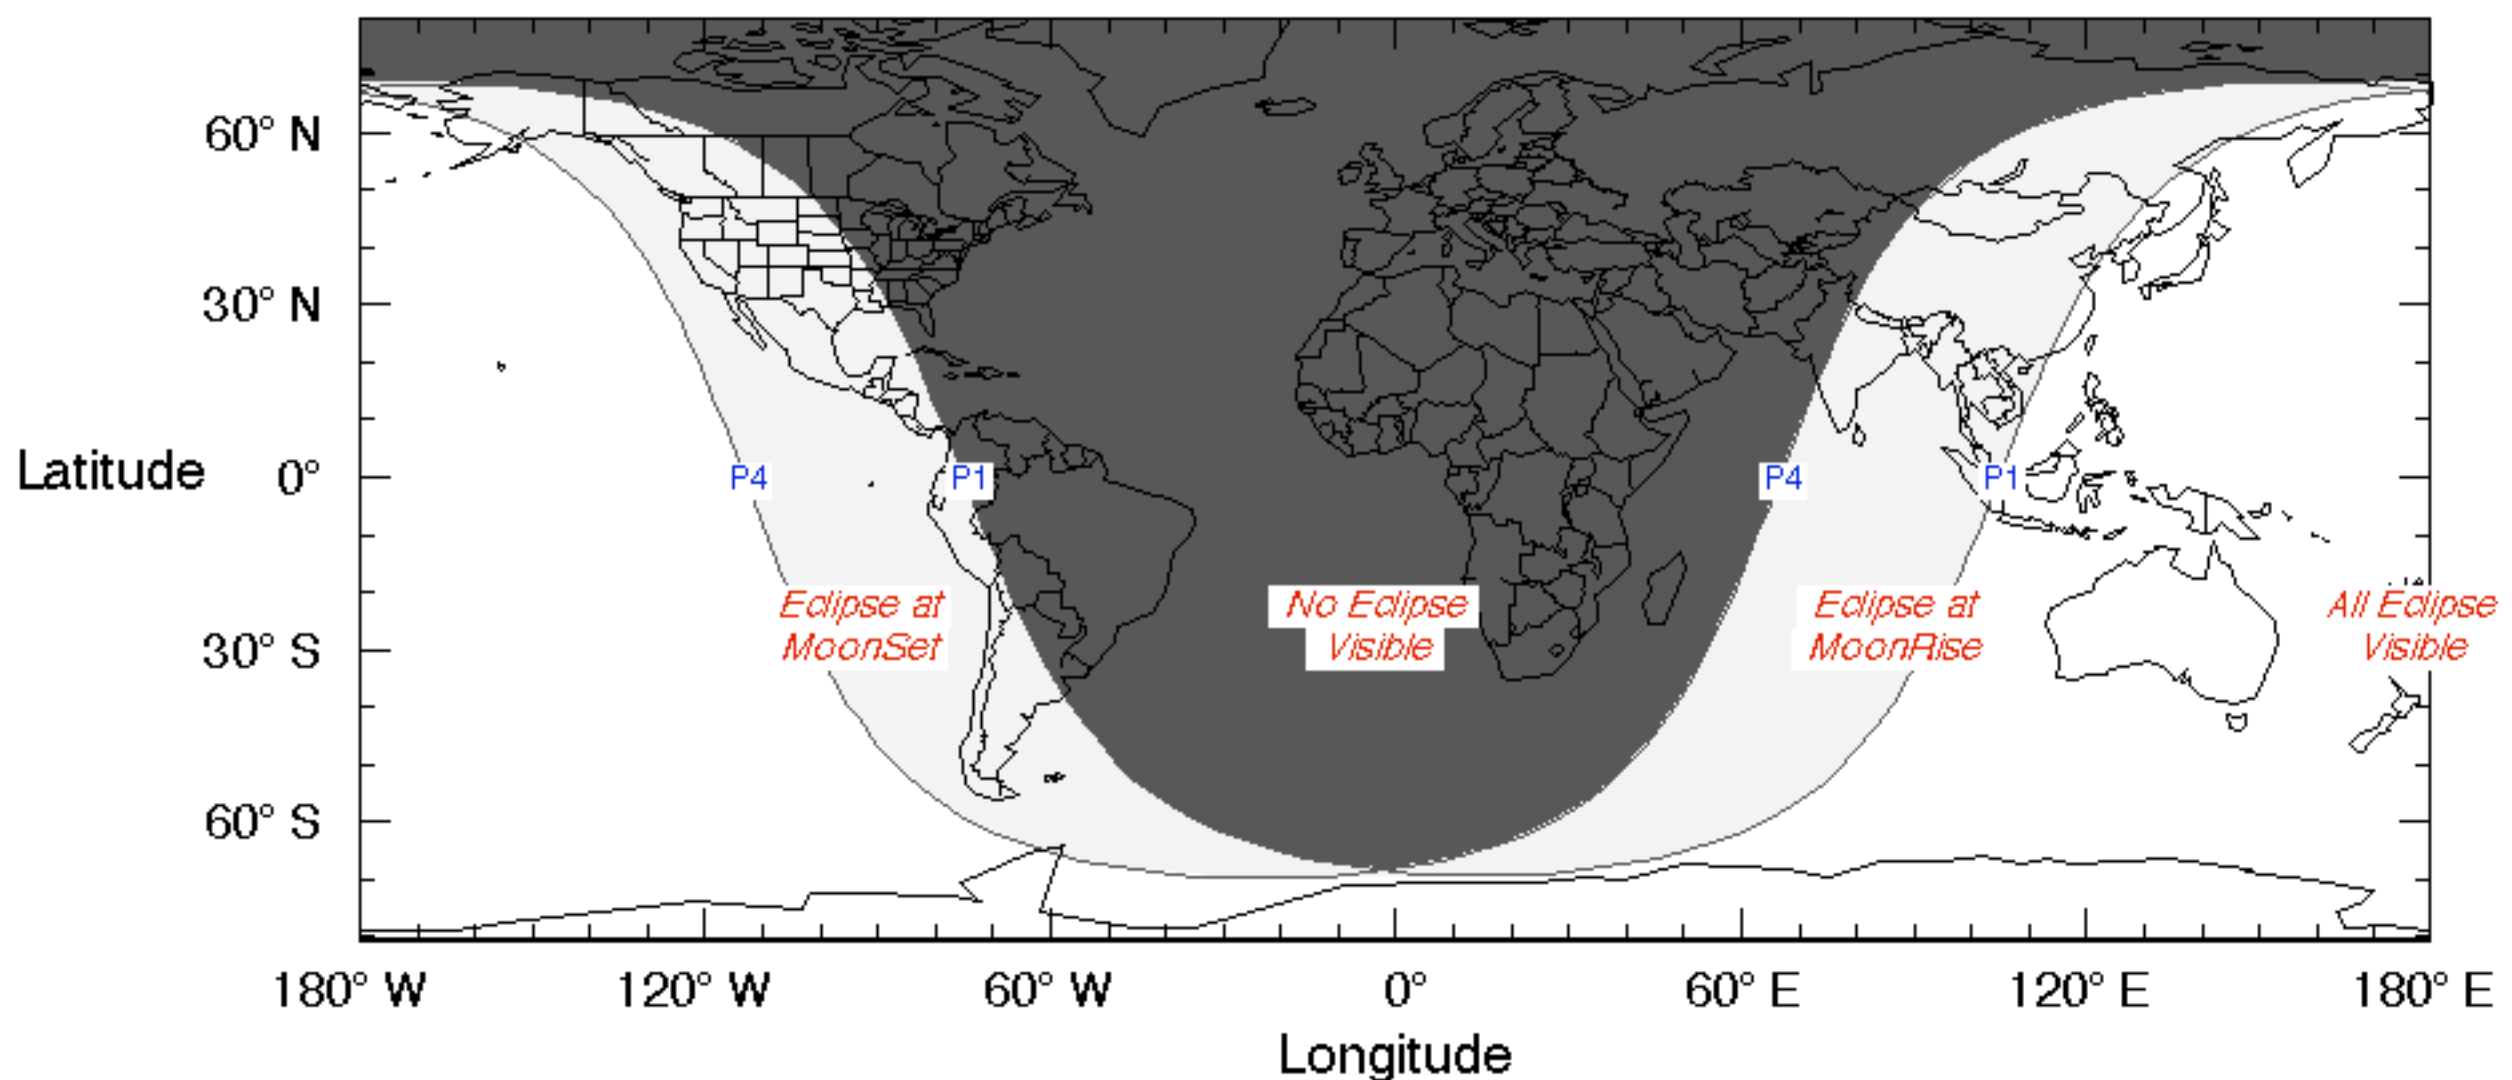 60° N
30° N
Latitude
0°
P4
P1
P4
P1
Eclipse at
MoonSet
No Eclipse
Visible
Eclipse at
MoonRise
All Eclipse
Visible
30° S
60° S
180° W
120° W
60° W
0°
60° E
120° E
180° E
Longitude